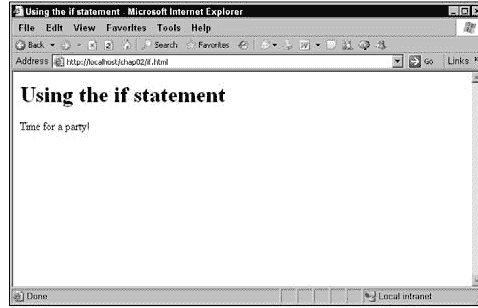 Using the if statement - Microsoft Internet Explorer
File Edit View Favorites Tools Help
Back Search Favorites
Address http://localhost/chap02/if.html Go Links
Using the if statement
Time for a party!
Done Local intranet